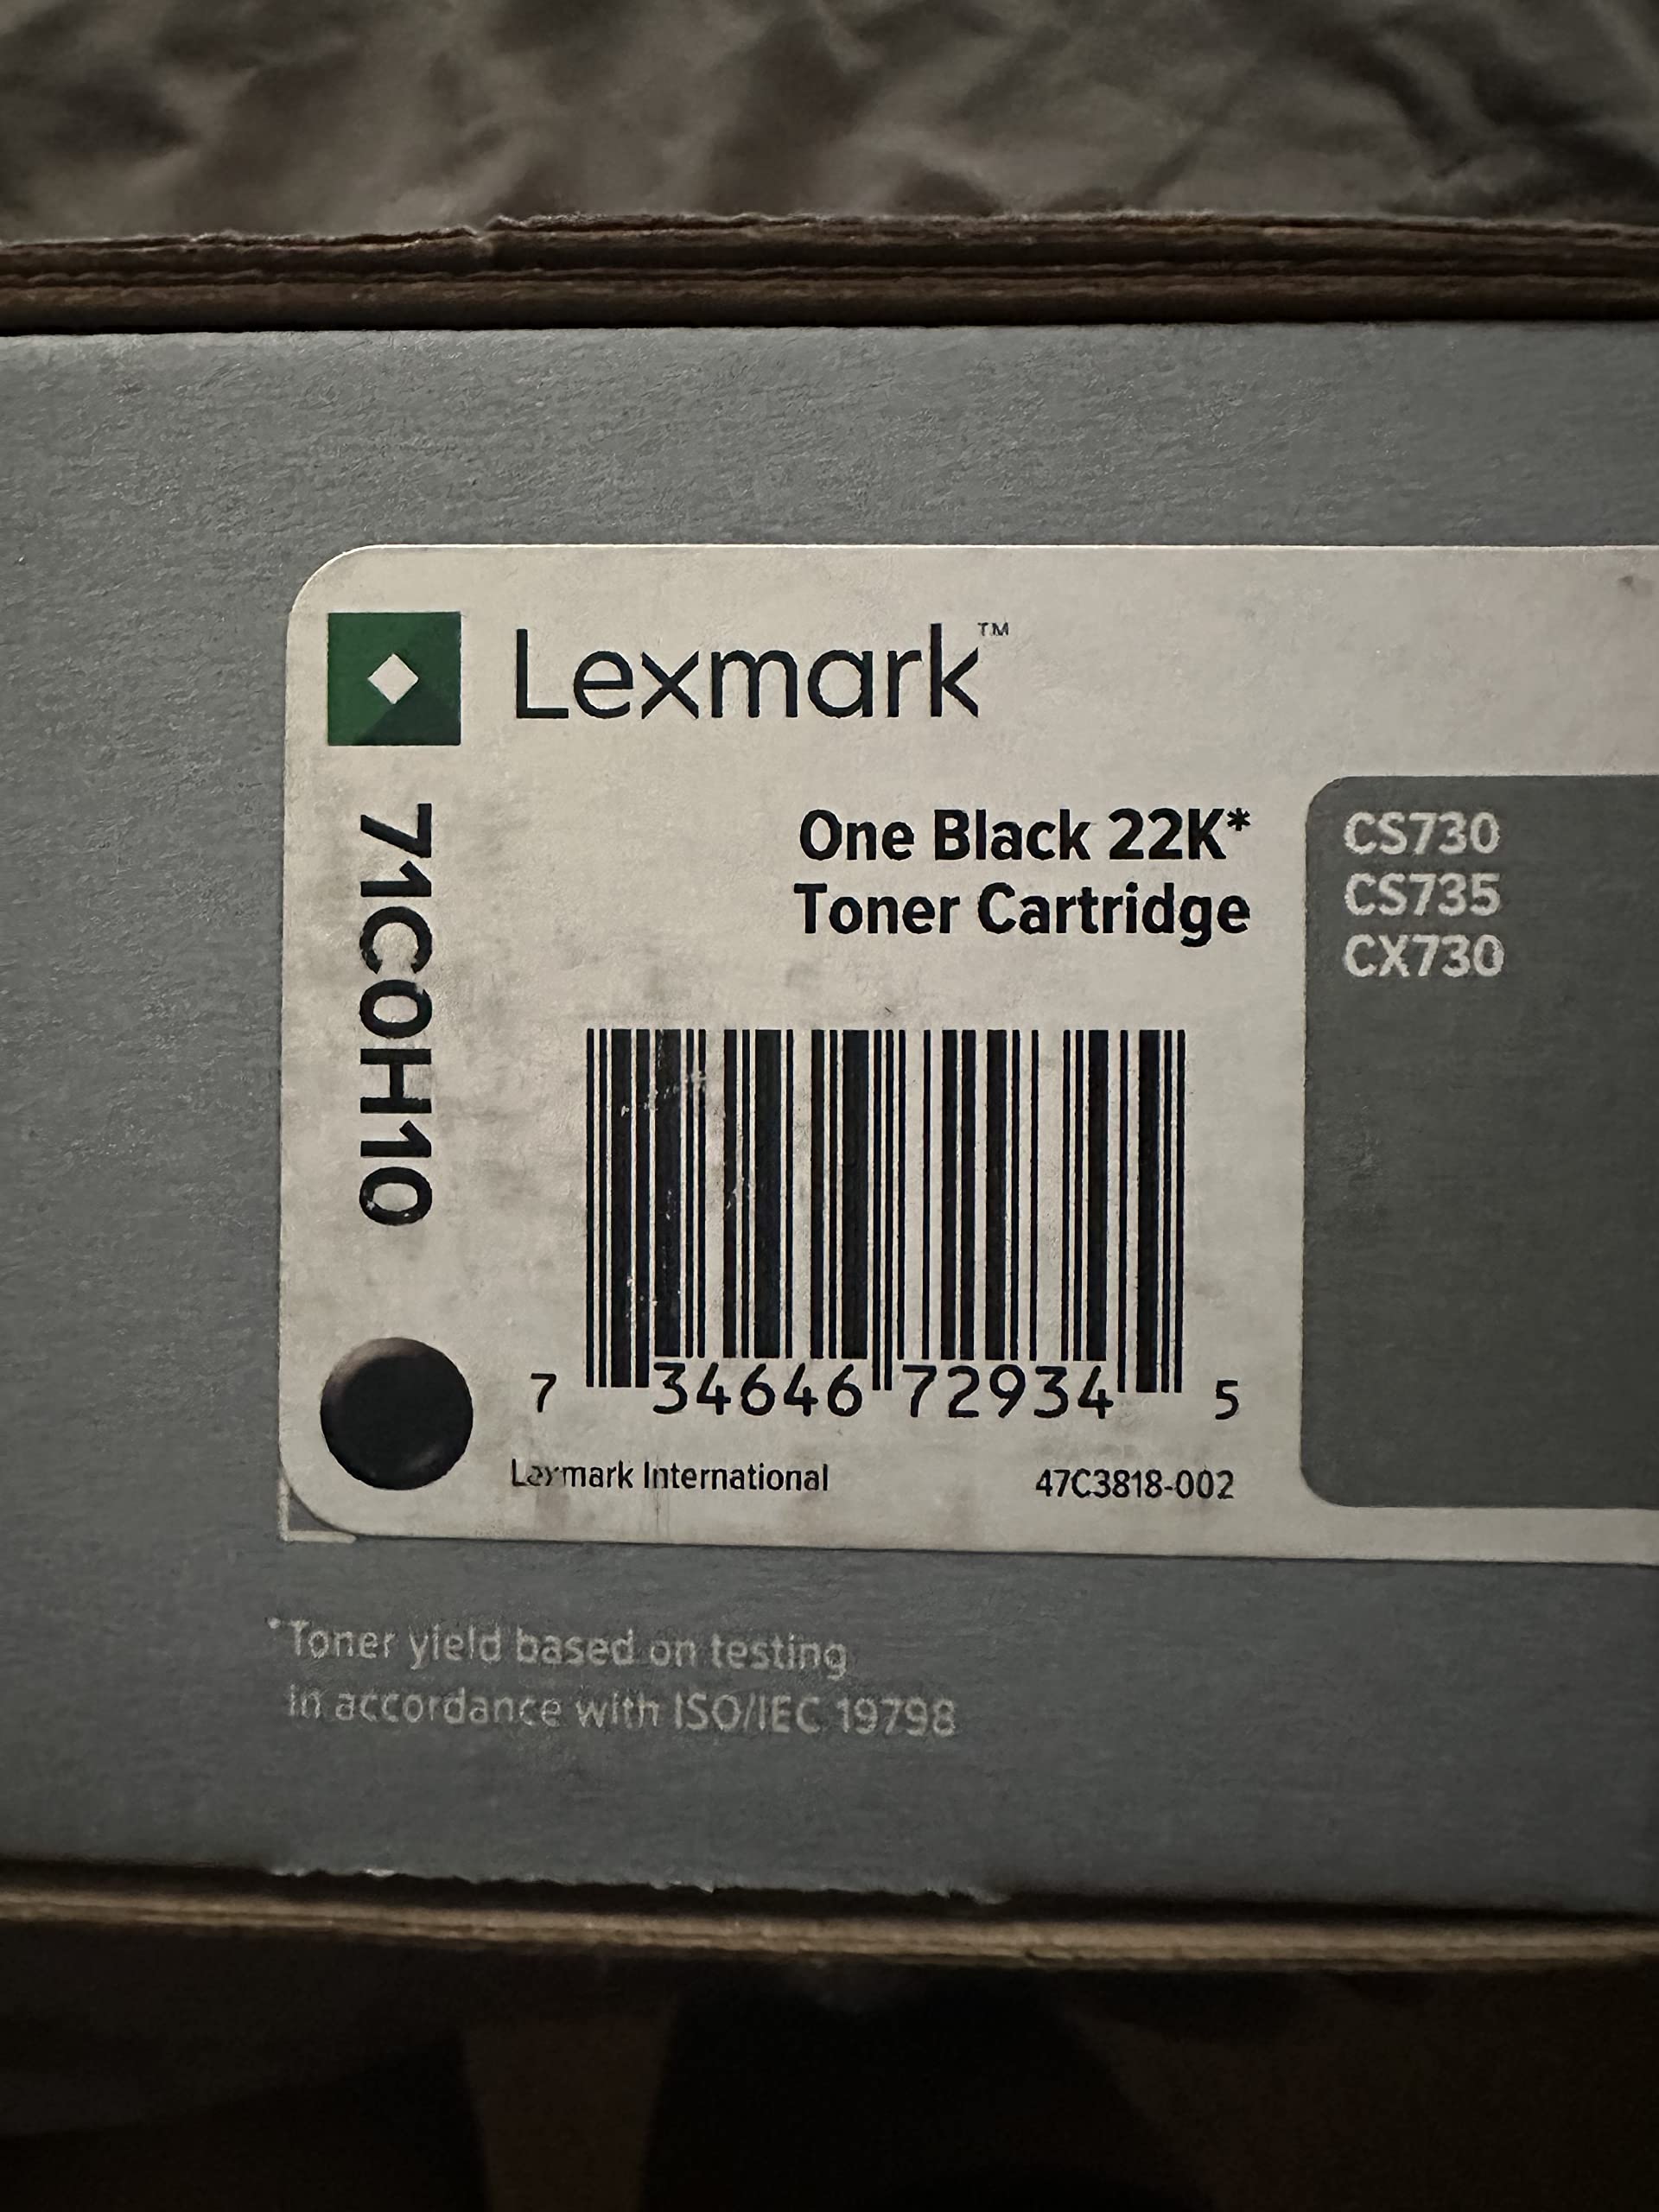 Lexmark™
71C0H10
One Black 22K*
Toner Cartridge
CS730
CS735
CX730
7 34646 72934 5
Lexmark International
47C3818-002
*Toner yield based on testing
in accordance with ISO/IEC 19798